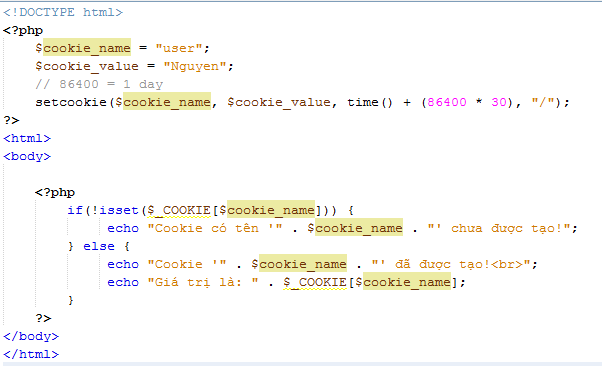 <!DOCTYPE html>
<?php
    $cookie_name = "user";
    $cookie_value = "Nguyen";
    // 86400 = 1 day
    setcookie($cookie_name, $cookie_value, time() + (86400 * 30), "/");
?>
<html>
<body>
    <?php
        if(!isset($_COOKIE[$cookie_name])) {
             echo "Cookie có tên '" . $cookie_name . "' chưa được tạo!";
        } else {
             echo "Cookie '" . $cookie_name . "' đã được tạo!<br>";
             echo "Giá trị là: " . $_COOKIE[$cookie_name];
        }
    ?>
</body>
</html>